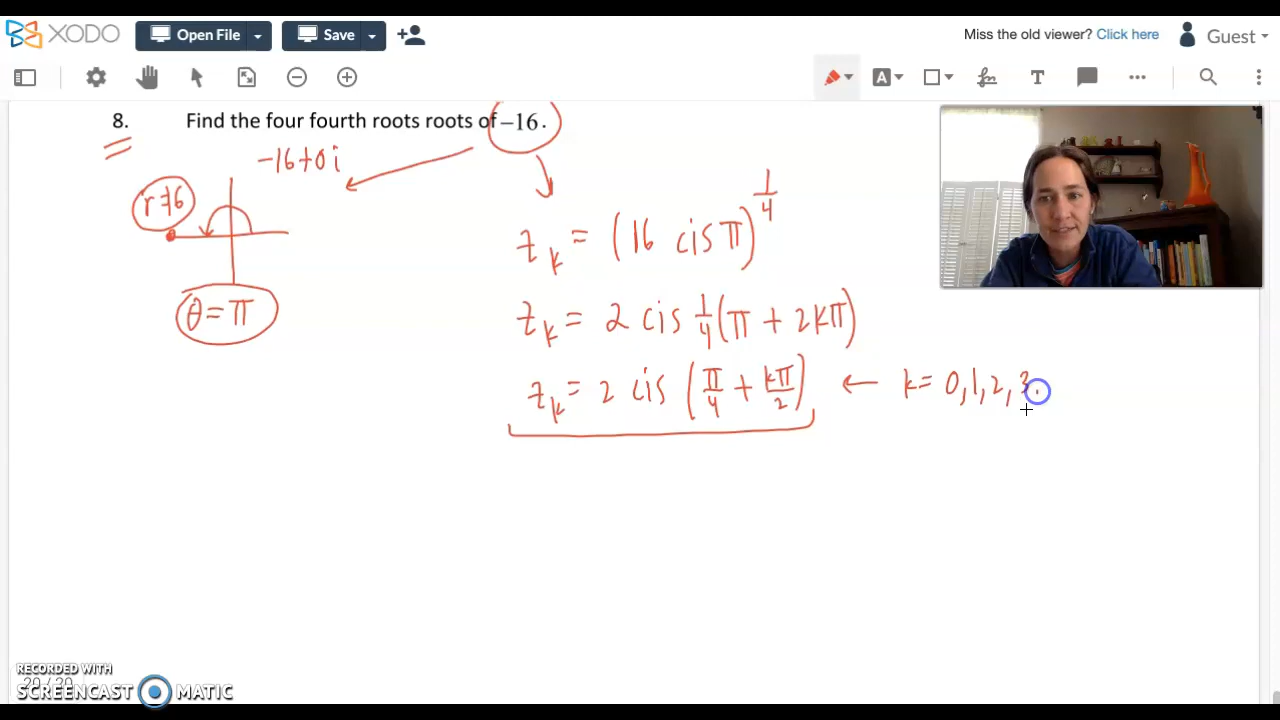 XODO Open File Save Miss the old viewer? Click here Guest
A T
8. Find the four fourth roots roots of −16.
-16+0i
r=16
θ=π
z_k = (16 cis π)^{1/4}
z_k = 2 cis 1/4(π + 2kπ)
z_k = 2 cis (π/4 + kπ/2) ← k= 0,1,2,3.
RECORDED WITH
20 / 20
SCREENCAST MATIC